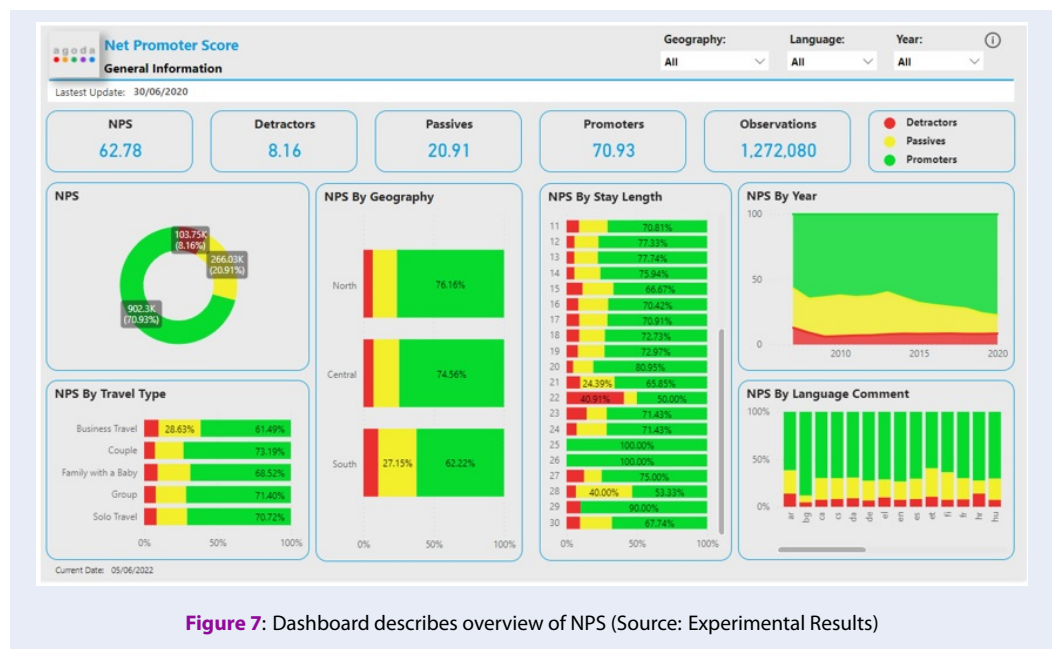 agoda
Net Promoter Score
General Information
Geography:
All
Language:
All
Year:
All
Lastest Update: 30/06/2020
NPS
62.78
Detractors
8.16
Passives
20.91
Promoters
70.93
Observations
1,272,080
Detractors
Passives
Promoters
NPS
103.75K
(8.16%)
266.03K
(20.91%)
902.3K
(70.93%)
NPS By Travel Type
Business Travel 28.63% 61.49%
Couple 73.19%
Family with a Baby 68.52%
Group 71.40%
Solo Travel 70.72%
0% 50% 100%
NPS By Geography
North 76.16%
Central 74.56%
South 27.15% 62.22%
0% 50% 100%
NPS By Stay Length
11 70.81%
12 77.33%
13 77.74%
14 75.94%
15 66.67%
16 70.42%
17 70.91%
18 72.73%
19 72.97%
20 80.95%
21 24.39% 65.85%
22 40.91% 50.00%
23 71.43%
24 71.43%
25 100.00%
26 100.00%
27 75.00%
28 40.00% 53.33%
29 90.00%
30 67.74%
0% 50% 100%
NPS By Year
100
50
0
2010 2015 2020
NPS By Language Comment
100%
50%
0%
ar bg ca cs da de el en es et fi fr hr hu
Current Date: 05/06/2022
Figure 7: Dashboard describes overview of NPS (Source: Experimental Results)